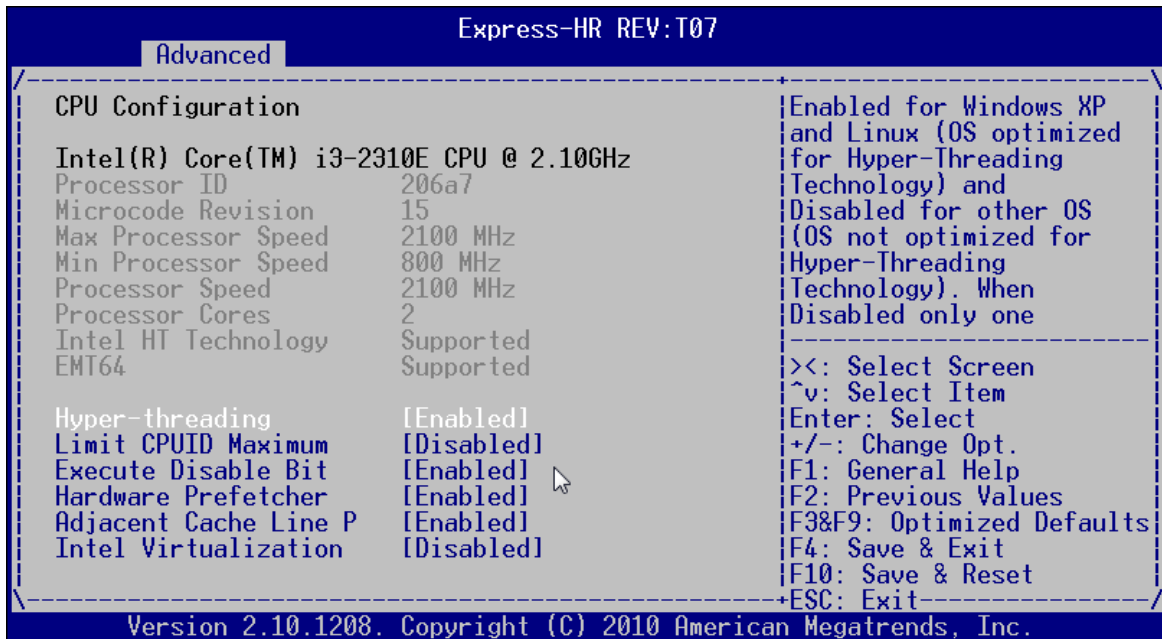 Express-HR REV:T07
Advanced
CPU Configuration
Intel(R) Core(TM) i3-2310E CPU @ 2.10GHz
Processor ID 206a7
Microcode Revision 15
Max Processor Speed 2100 MHz
Min Processor Speed 800 MHz
Processor Speed 2100 MHz
Processor Cores 2
Intel HT Technology Supported
EMT64 Supported
Hyper-threading [Enabled]
Limit CPUID Maximum [Disabled]
Execute Disable Bit [Enabled]
Hardware Prefetcher [Enabled]
Adjacent Cache Line P [Enabled]
Intel Virtualization [Disabled]
Enabled for Windows XP
and Linux (OS optimized
for Hyper-Threading
Technology) and
Disabled for other OS
(OS not optimized for
Hyper-Threading
Technology). When
Disabled only one
><: Select Screen
^v: Select Item
Enter: Select
+/-: Change Opt.
F1: General Help
F2: Previous Values
F3&F9: Optimized Defaults
F4: Save & Exit
F10: Save & Reset
ESC: Exit
Version 2.10.1208. Copyright (C) 2010 American Megatrends, Inc.